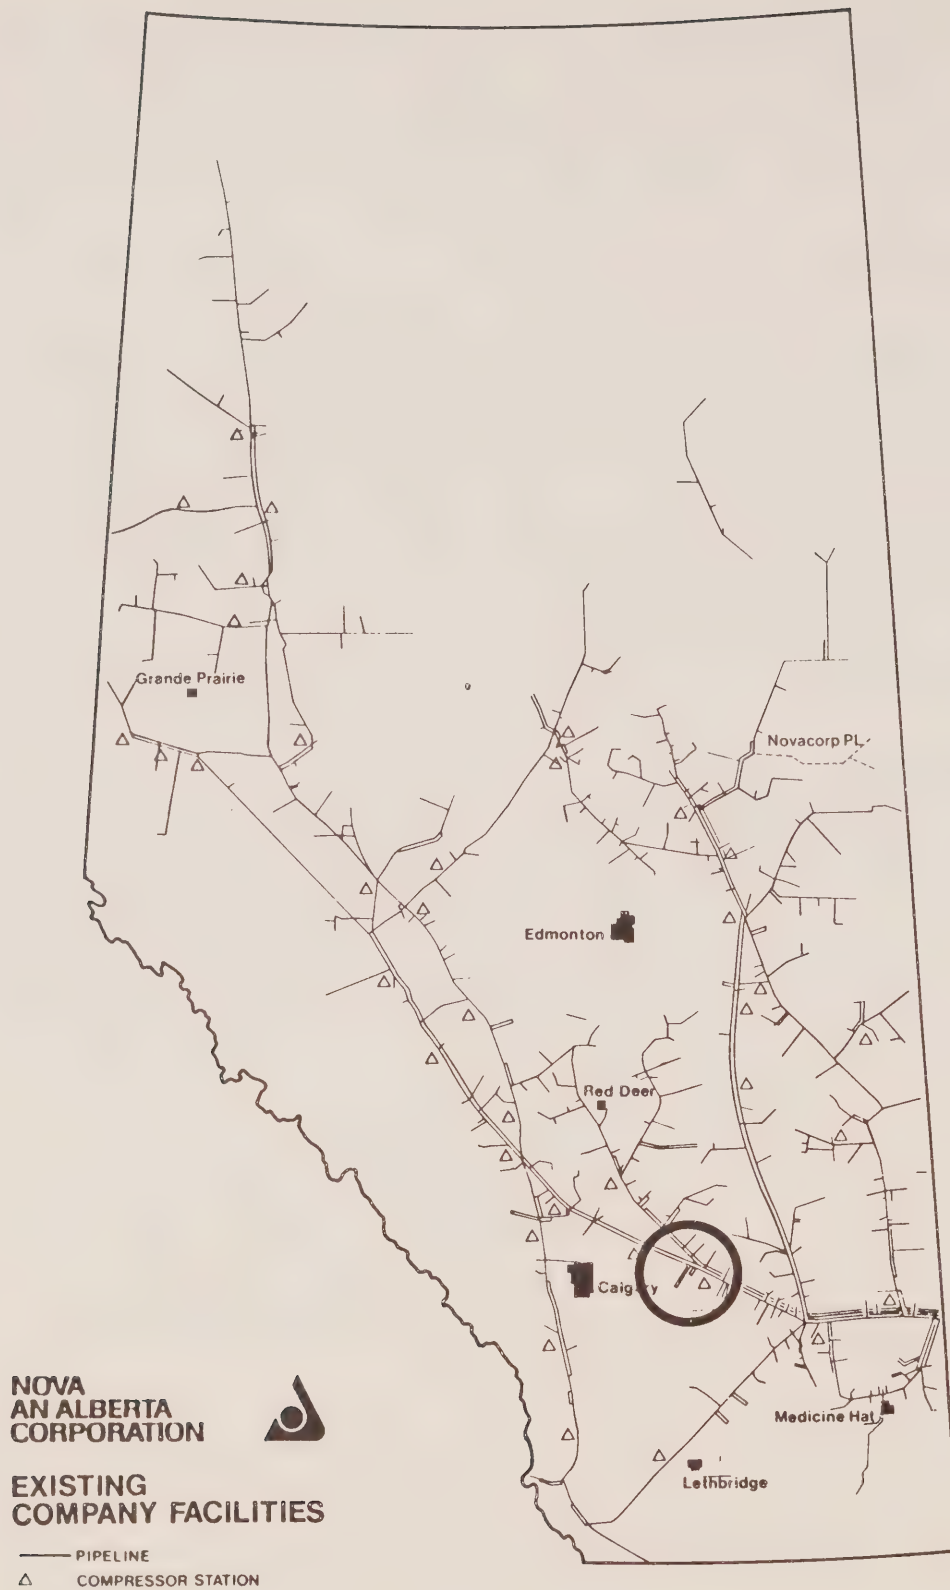 Grande Prairie
Novacorp PL
Edmonton
Red Deer
Calgary
Medicine Hat
Lethbridge
NOVA
AN ALBERTA
CORPORATION
EXISTING
COMPANY FACILITIES
PIPELINE
COMPRESSOR STATION